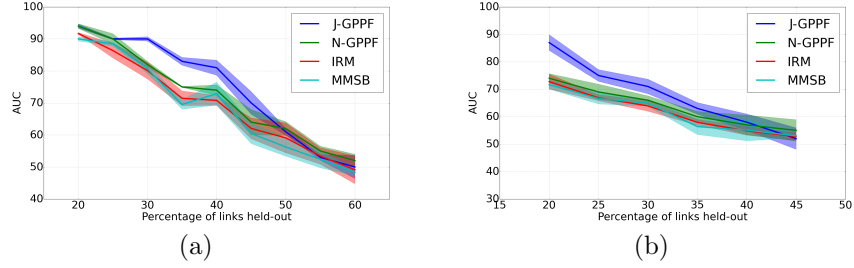 100
90
80
70
60
50
40
AUC
20
30
40
50
60
Percentage of links held-out
J-GPPF
N-GPPF
IRM
MMSB
(a)
100
90
80
70
60
50
40
30
AUC
15
20
25
30
35
40
45
50
Percentage of links held-out
J-GPPF
N-GPPF
IRM
MMSB
(b)